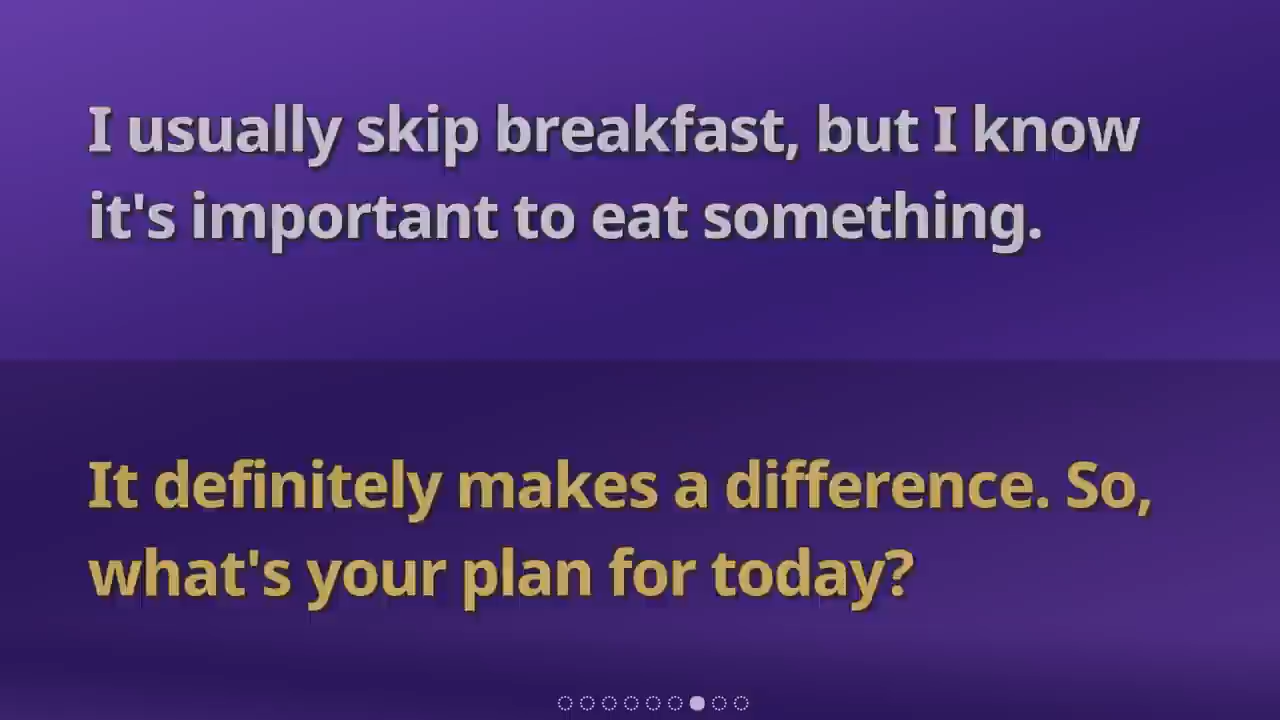 I usually skip breakfast, but I know
it's important to eat something.
It definitely makes a difference. So,
what's your plan for today?